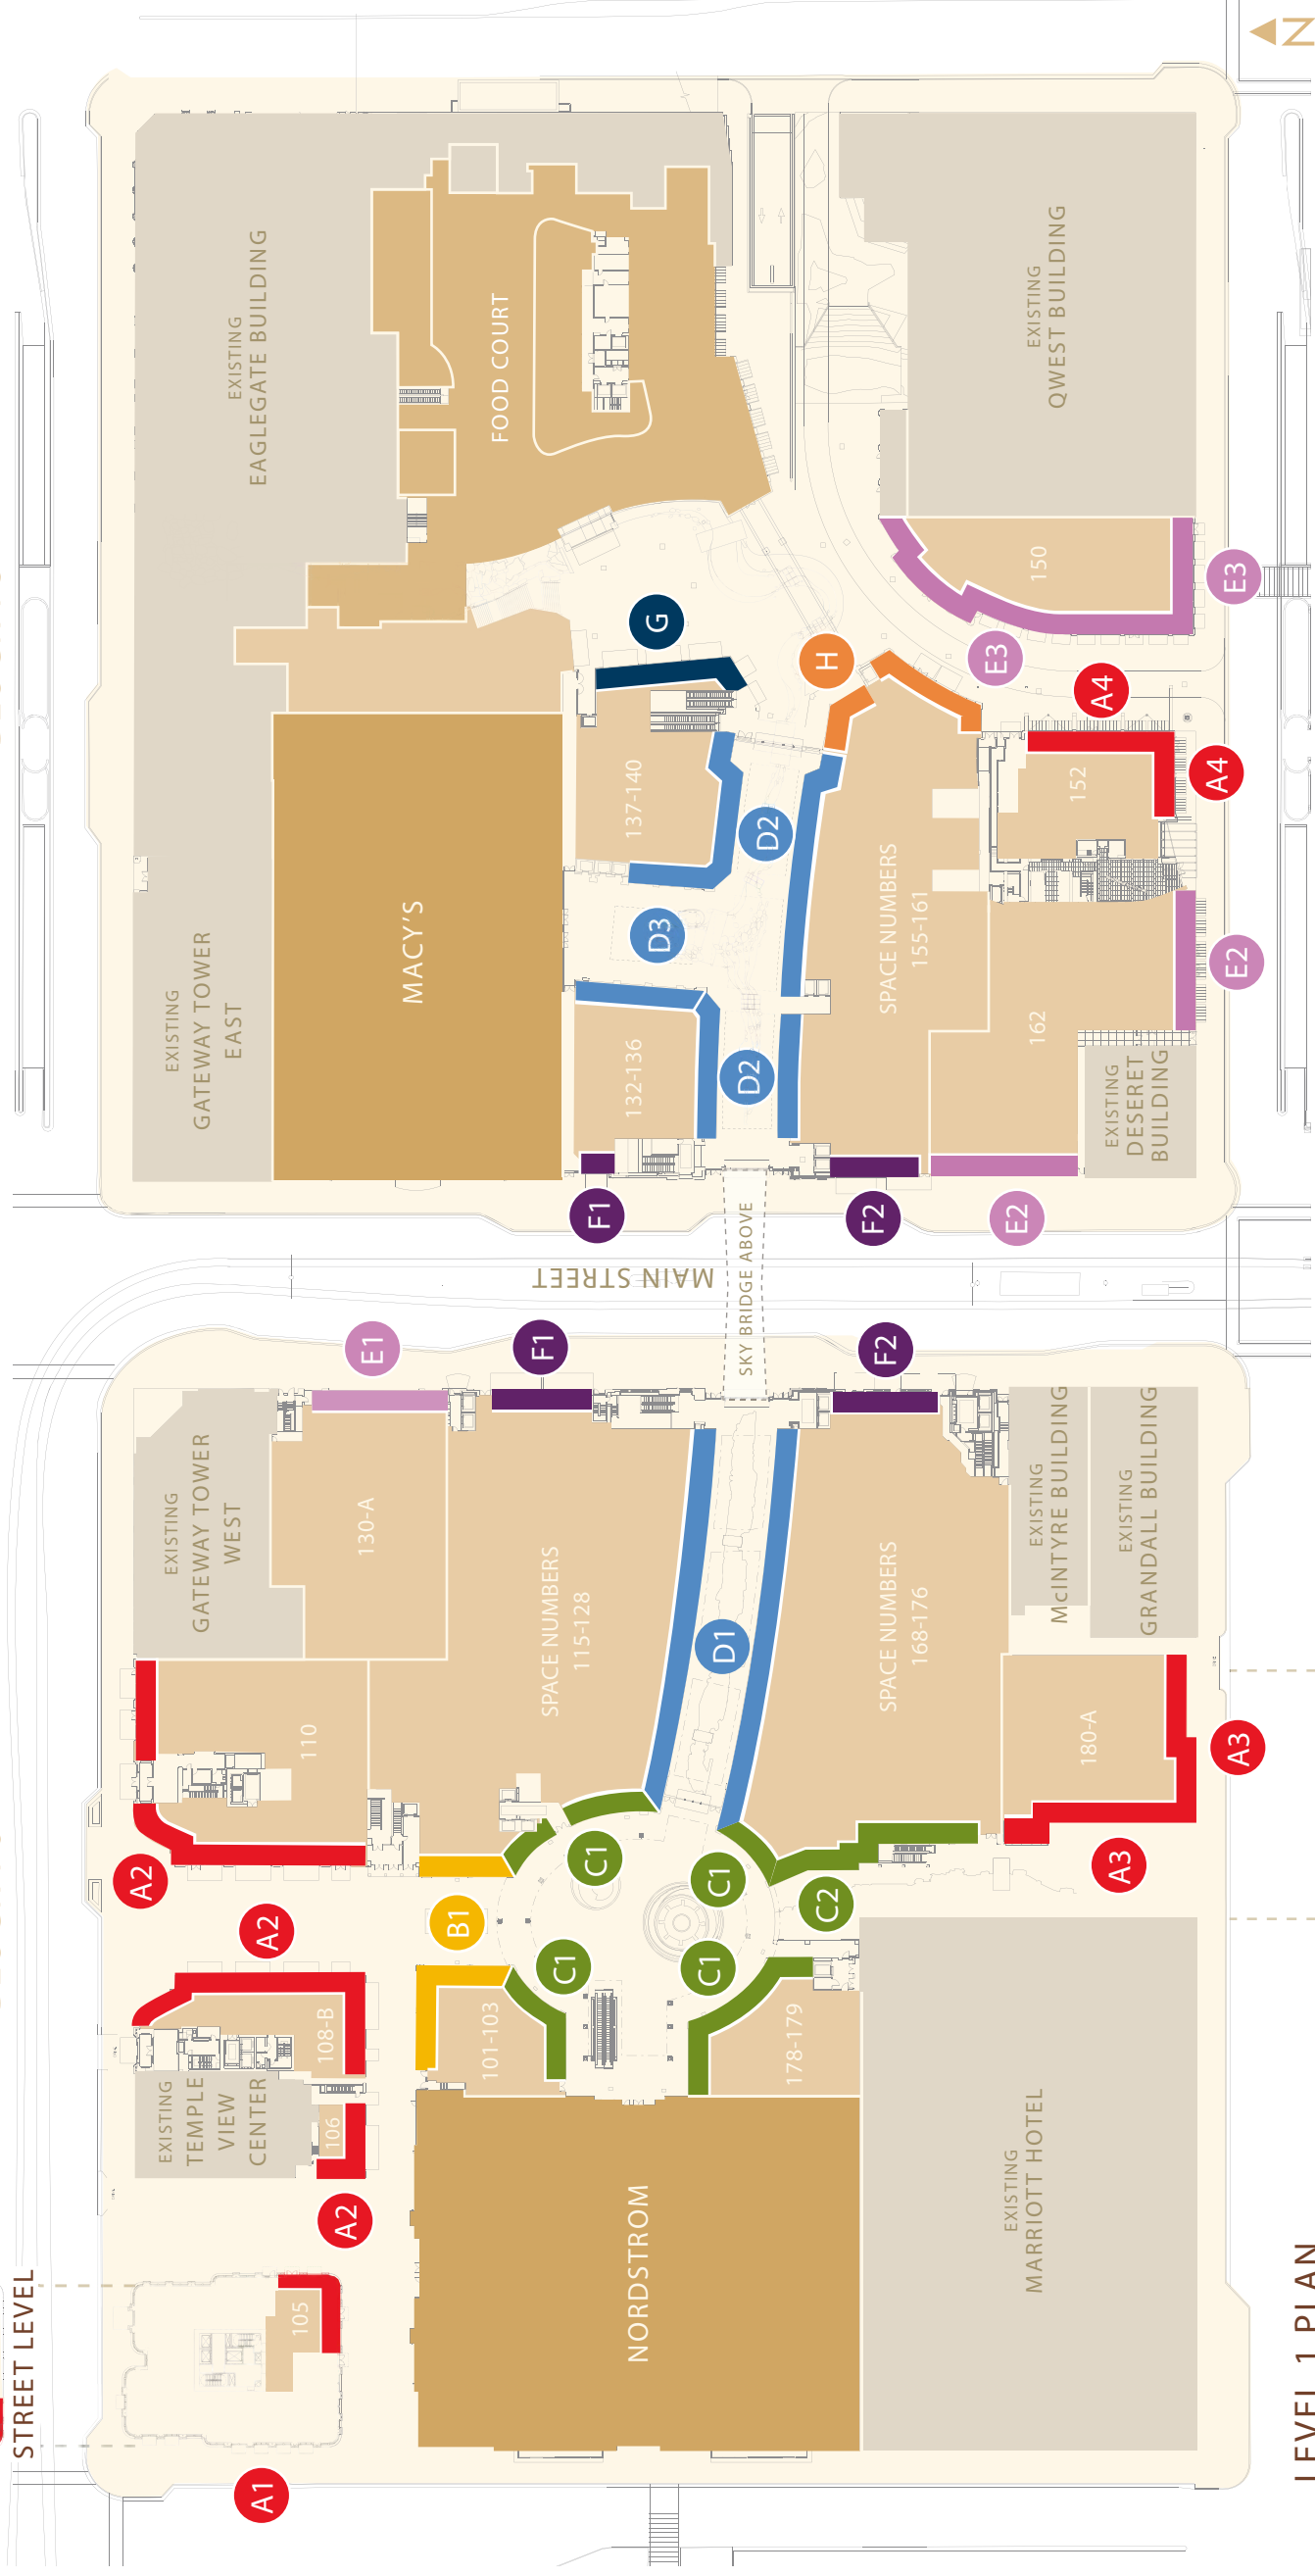 STREET LEVEL
A1
105
A2
EXISTING
TEMPLE
VIEW
CENTER
106
108-B
A2
A2
110
EXISTING
GATEWAY TOWER
WEST
130-A
E1
NORDSTROM
101-103
B1
C1
C1
SPACE NUMBERS
115-128
F1
178-179
C1
C1
D1
C2
SPACE NUMBERS
168-176
F2
SKY BRIDGE ABOVE
MAIN STREET
EXISTING
MARRIOTT HOTEL
A3
180-A
A3
EXISTING
McINTYRE BUILDING
EXISTING
GRANDALL BUILDING
EXISTING
GATEWAY TOWER
EAST
MACY'S
EXISTING
EAGLEGATE BUILDING
FOOD COURT
F1
132-136
D3
137-140
G
D2
D2
H
F2
SPACE NUMBERS
155-161
E2
162
EXISTING
DESERET
BUILDING
E2
152
A4
A4
E3
150
E3
EXISTING
QWEST BUILDING
N
LEVEL 1 PLAN